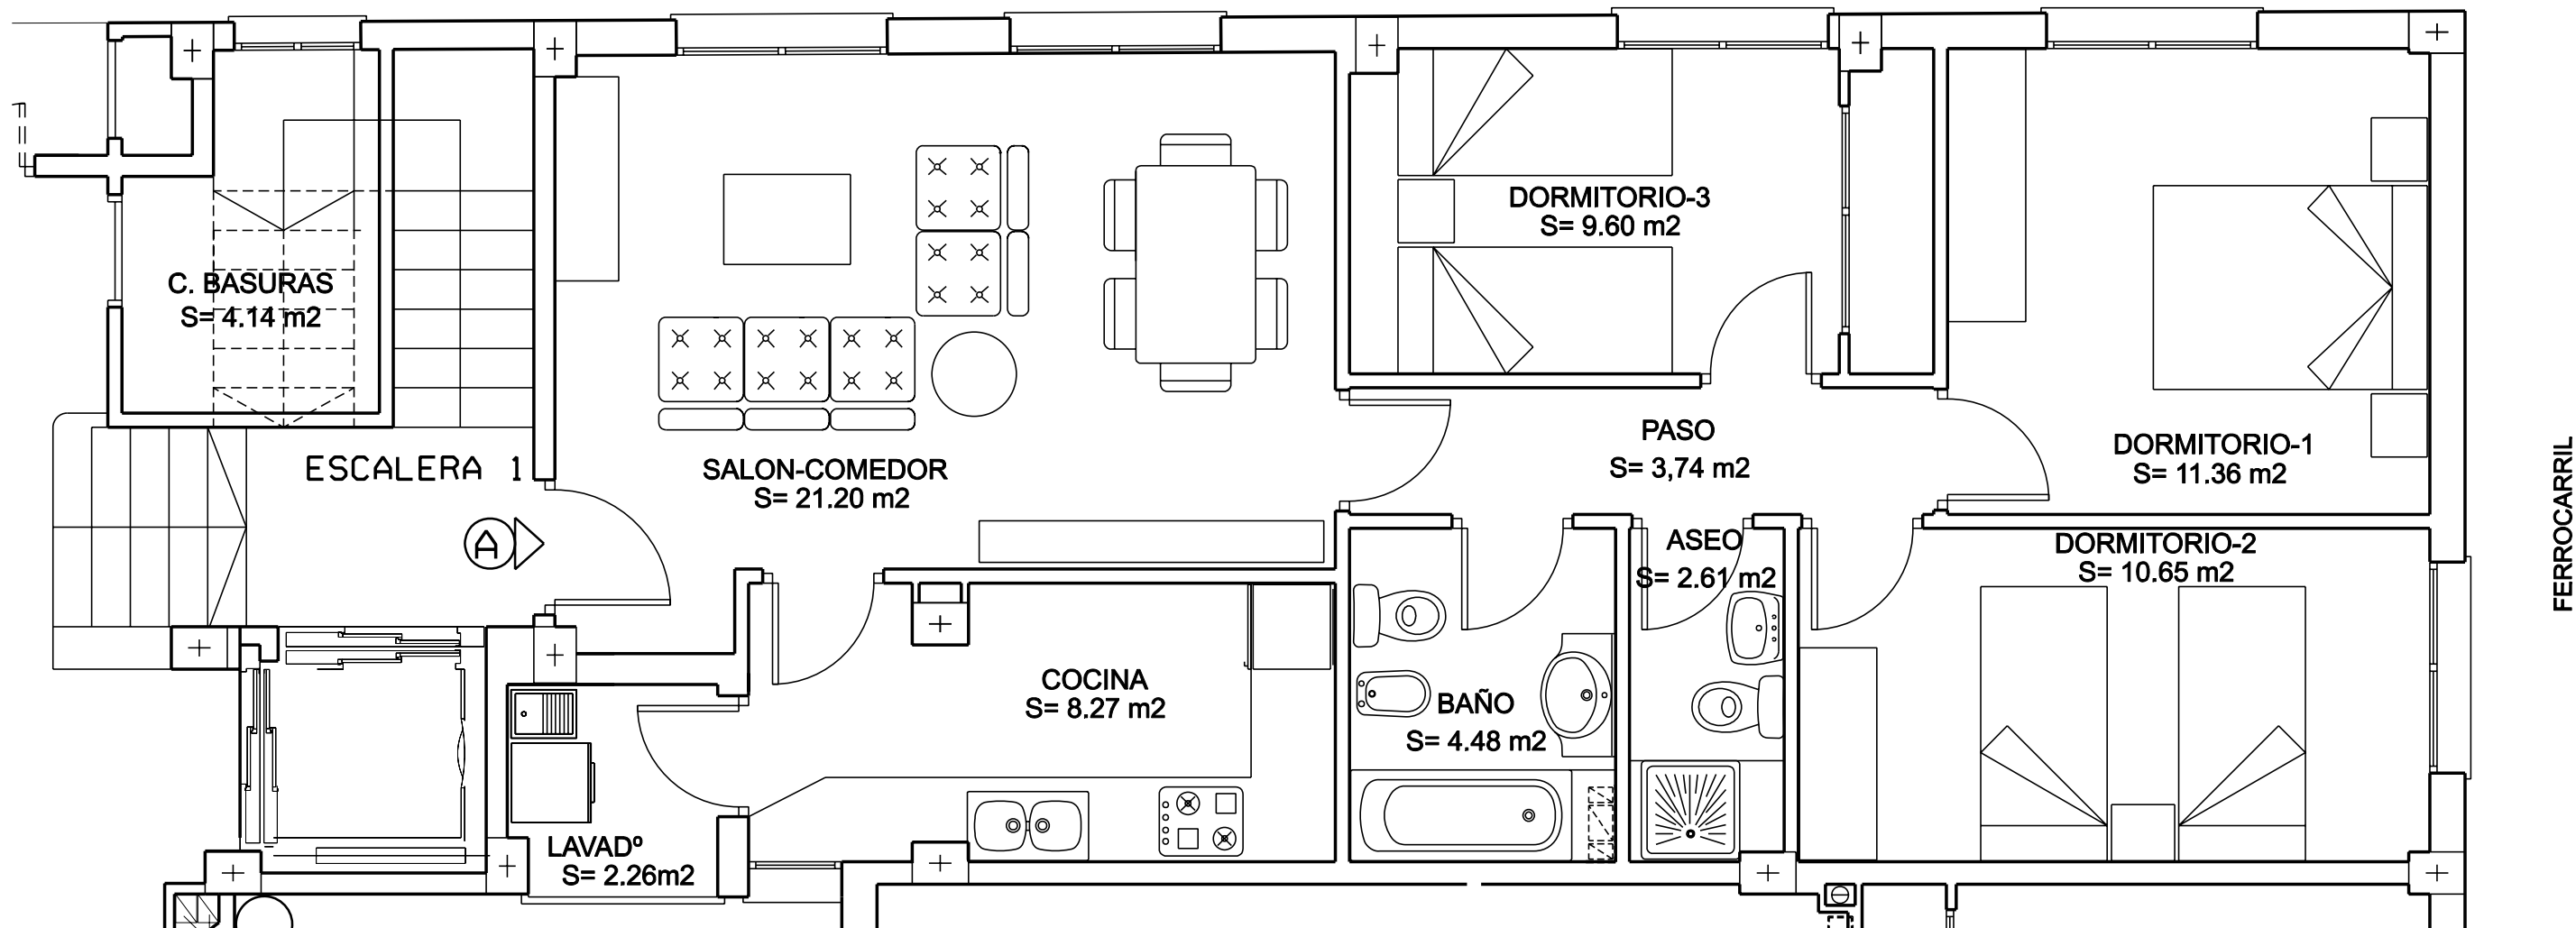 DORMITORIO-3
S= 9.60 m2
C. BASURAS
S= 4.14 m2
PASO
S= 3,74 m2
DORMITORIO-1
S= 11.36 m2
ESCALERA 1
SALON-COMEDOR
S= 21.20 m2
A
ASEO
S= 2.61 m2
DORMITORIO-2
S= 10.65 m2
FERROCARRIL
COCINA
S= 8.27 m2
BAÑO
S= 4.48 m2
LAVADº
S= 2.26m2